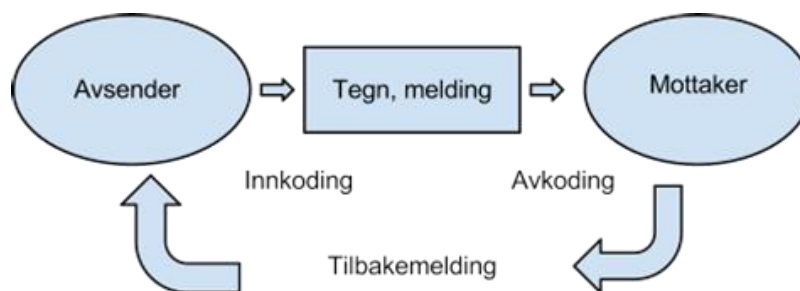 Avsender
Tegn, melding
Mottaker
Innkoding
Avkoding
Tilbakemelding